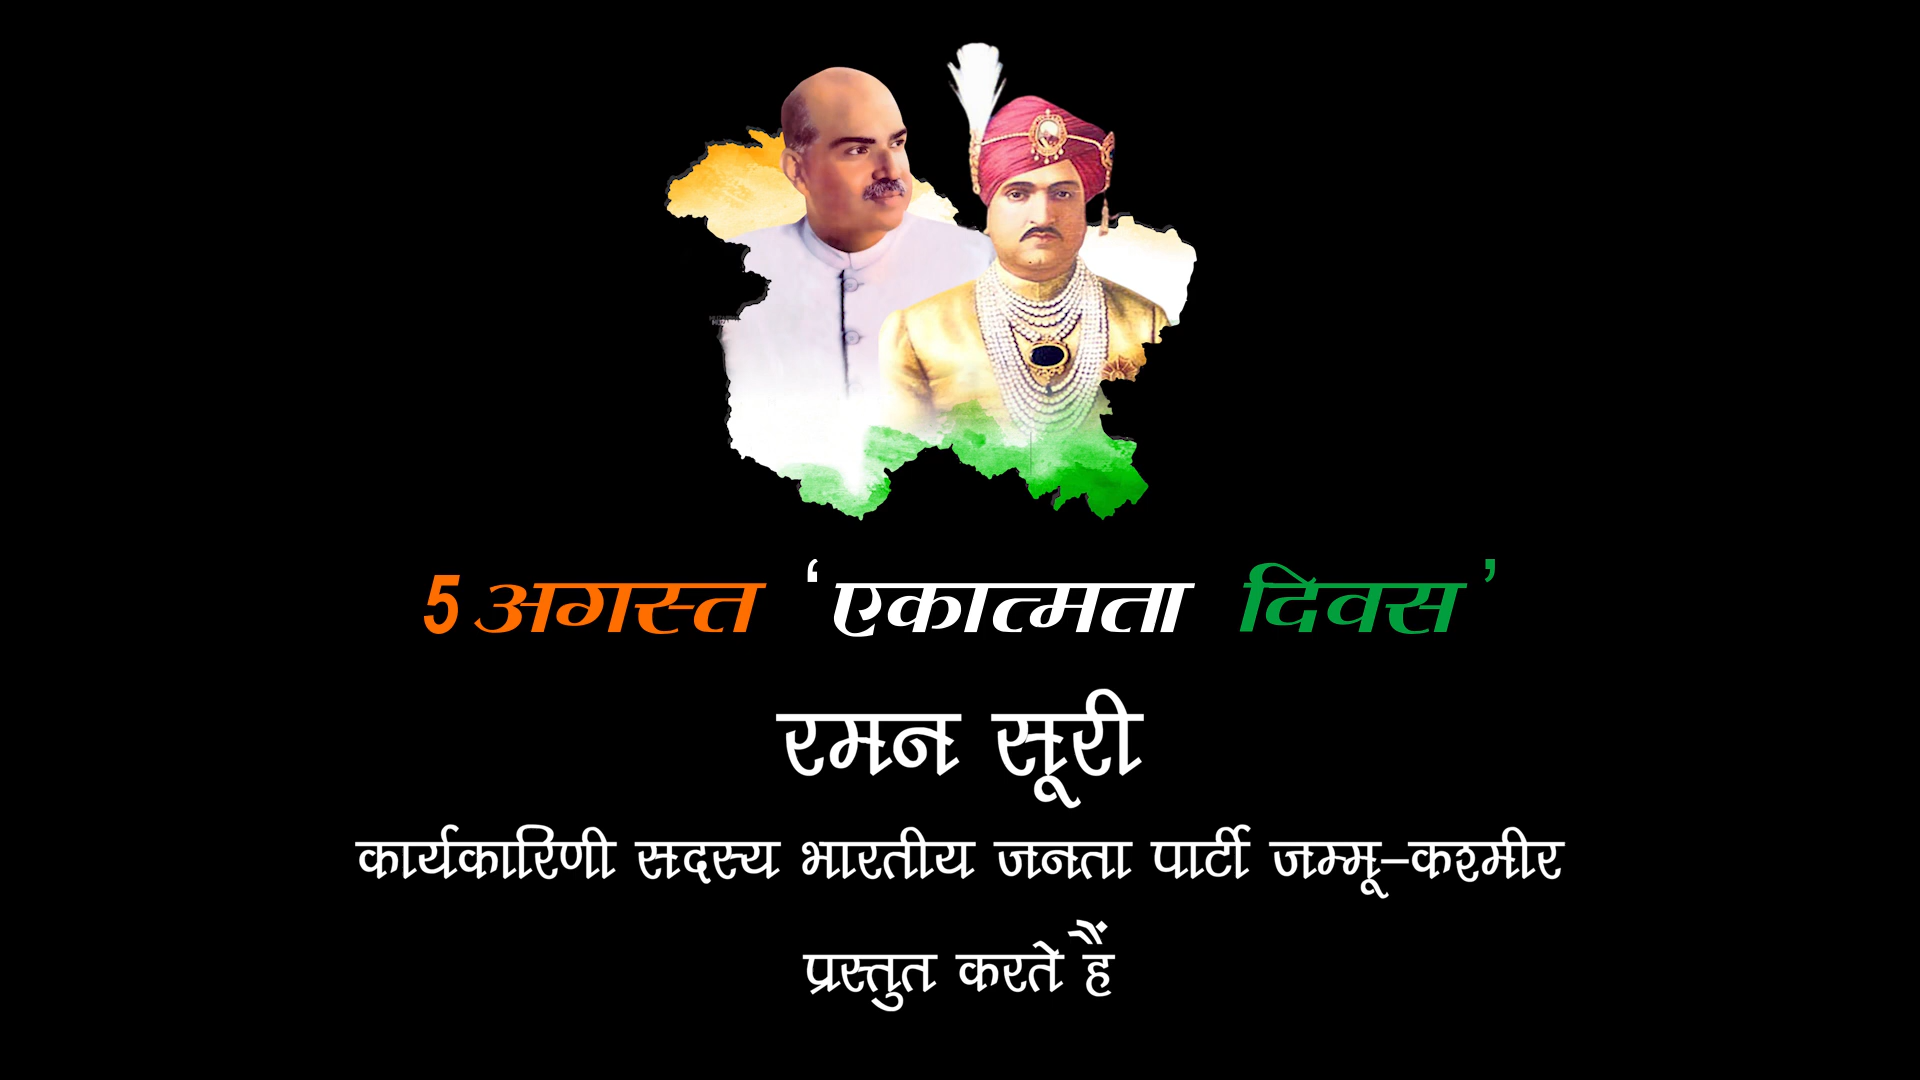 5 अगस्त ‘एकात्मता दिवस’
रमन सूरी
कार्यकारिणी सदस्य भारतीय जनता पार्टी जम्मू–कश्मीर
प्रस्तुत करते हैं